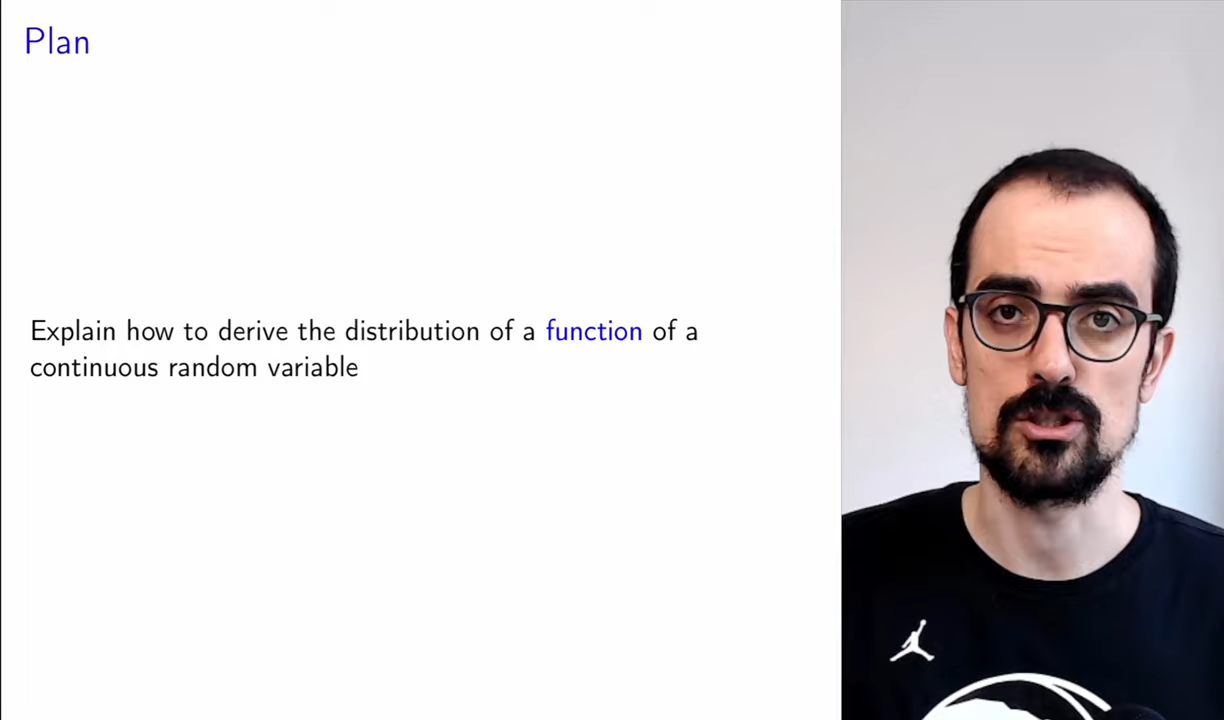 Plan
Explain how to derive the distribution of a function of a
continuous random variable